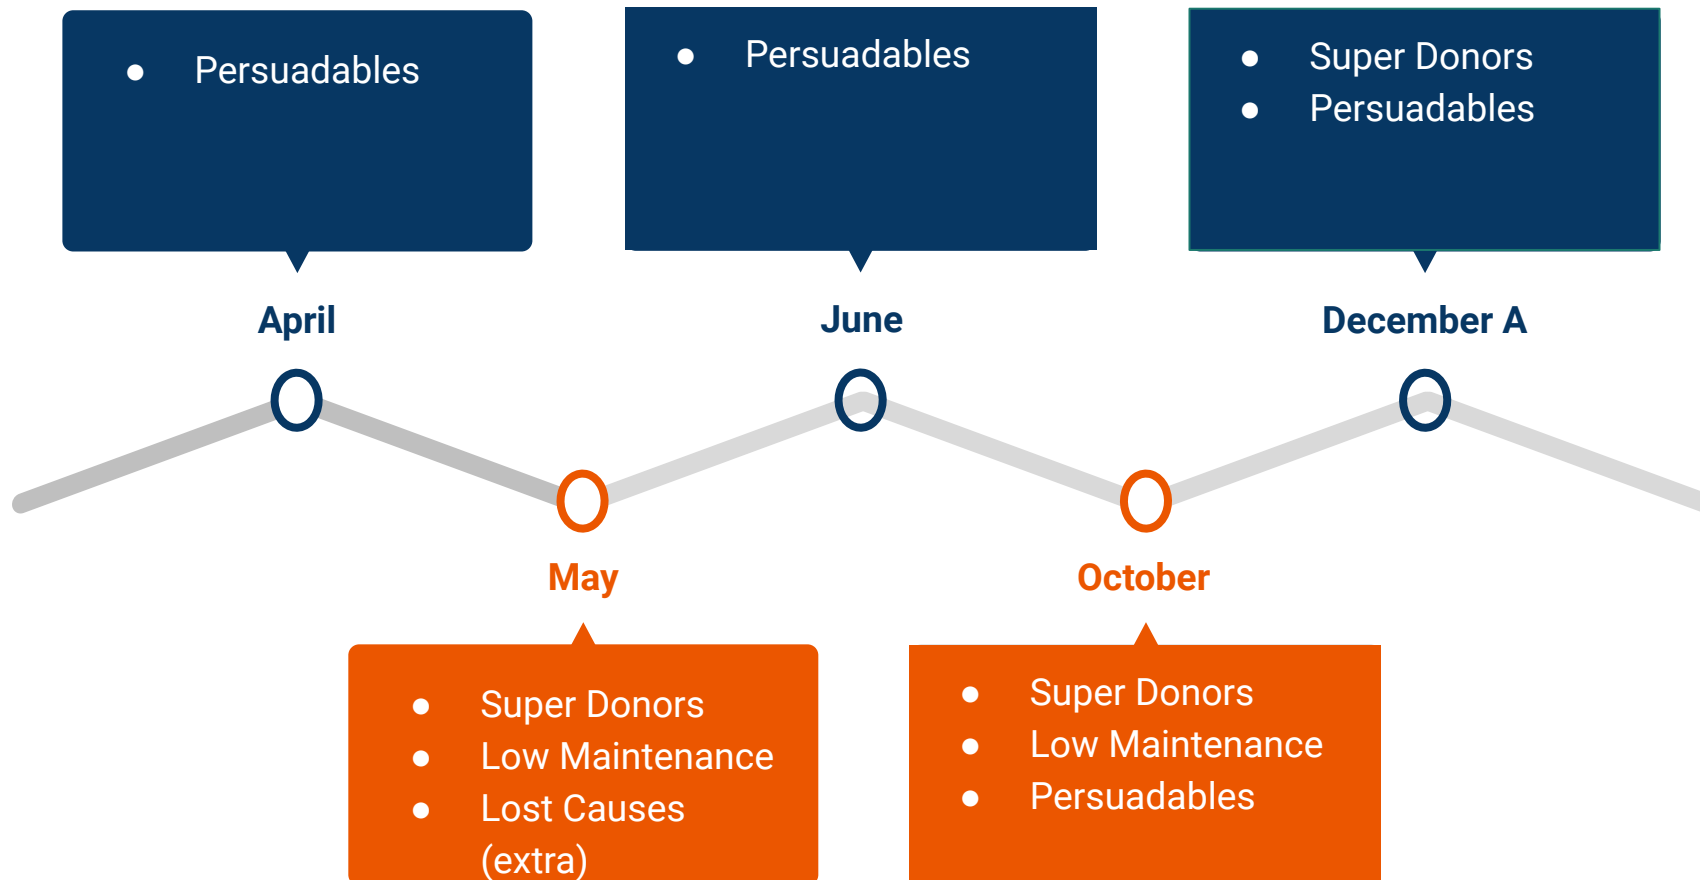 ● Persuadables
● Persuadables
● Super Donors
● Persuadables
April
June
December A
May
October
● Super Donors
● Low Maintenance
● Lost Causes
(extra)
● Super Donors
● Low Maintenance
● Persuadables